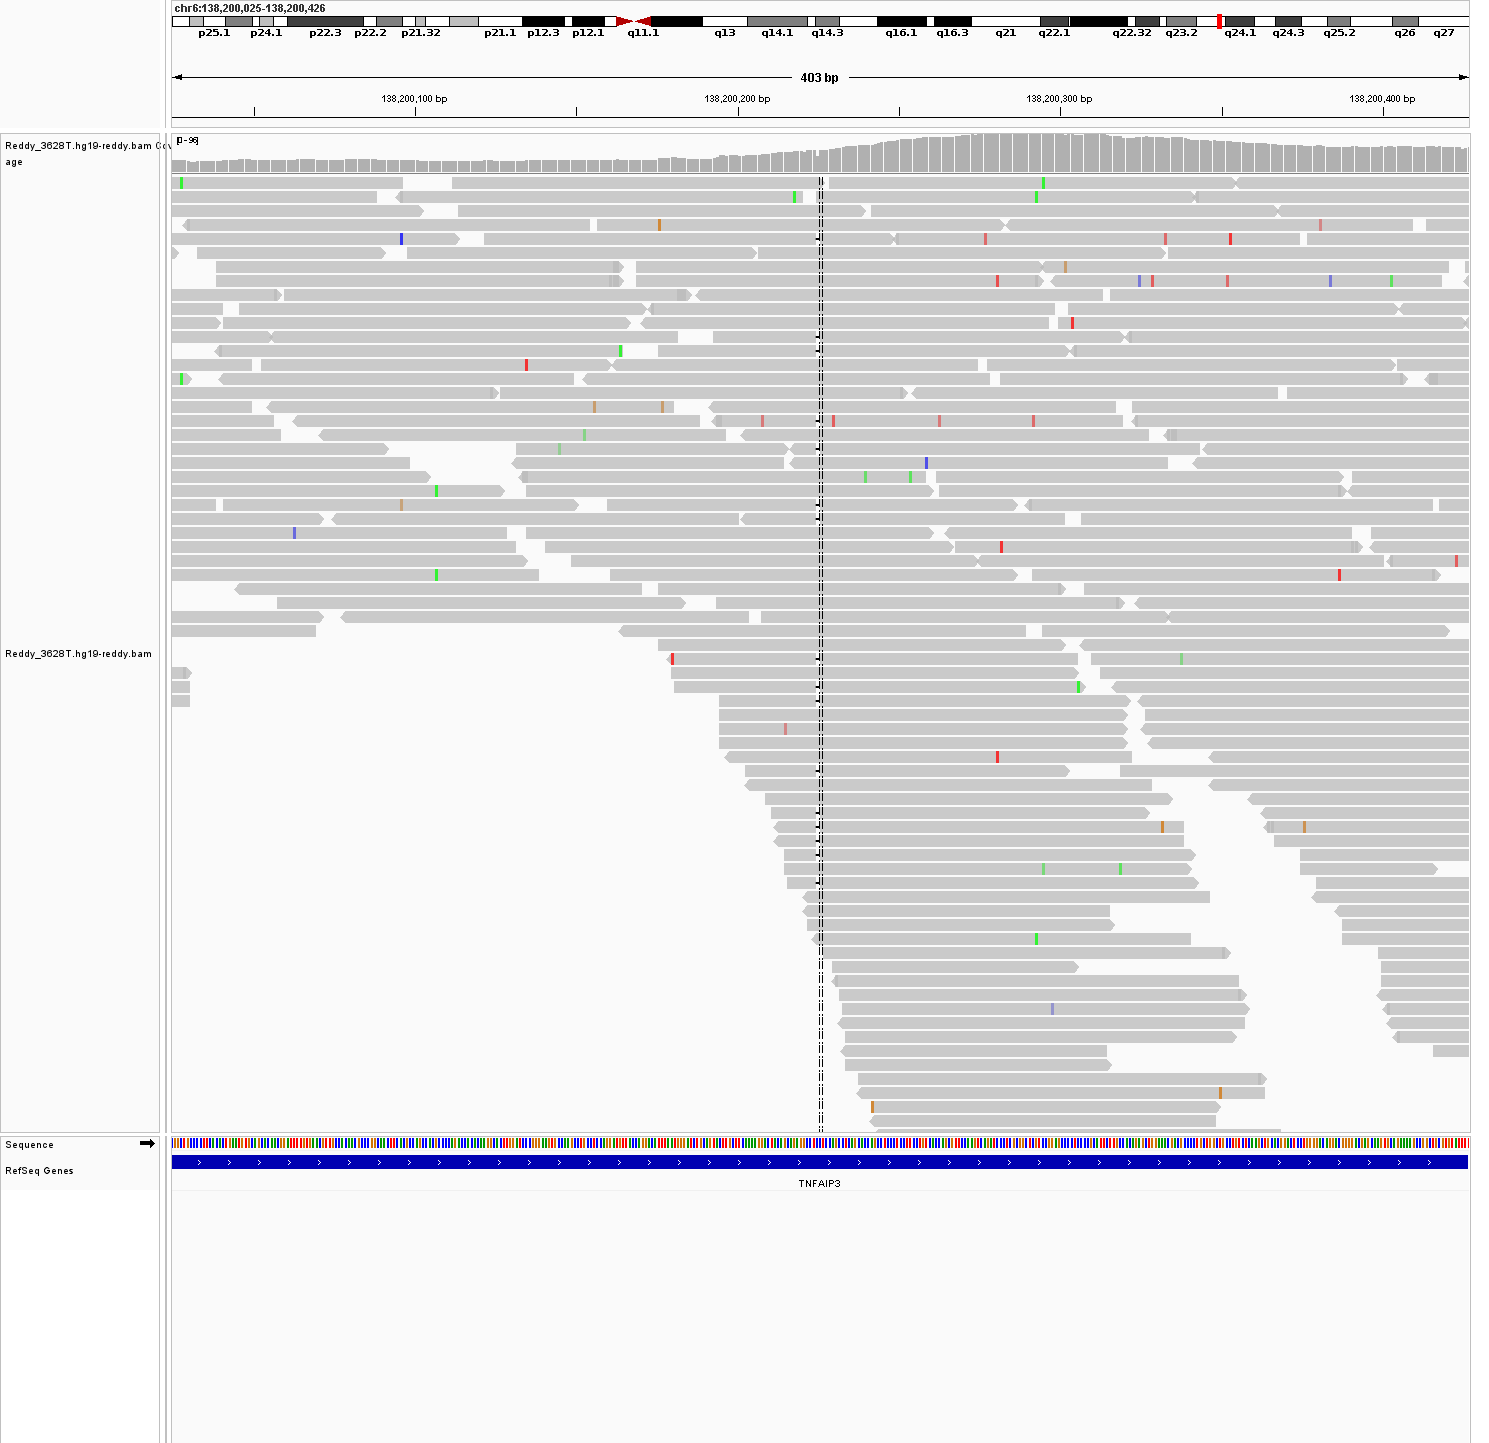 chr6:138,200,025-138,200,426
p25.1 p24.1 p22.3 p22.2 p21.32 p21.1 p12.3 p12.1 q11.1 q13 q14.1 q14.3 q16.1 q16.3 q21 q22.1 q22.32 q23.2 q24.1 q24.3 q25.2 q26 q27
403 bp
138,200,100 bp 138,200,200 bp 138,200,300 bp 138,200,400 bp
[0-96]
Reddy_3628T.hg19-reddy.bam Cov
age
Reddy_3628T.hg19-reddy.bam
Sequence
RefSeq Genes
TNFAIP3